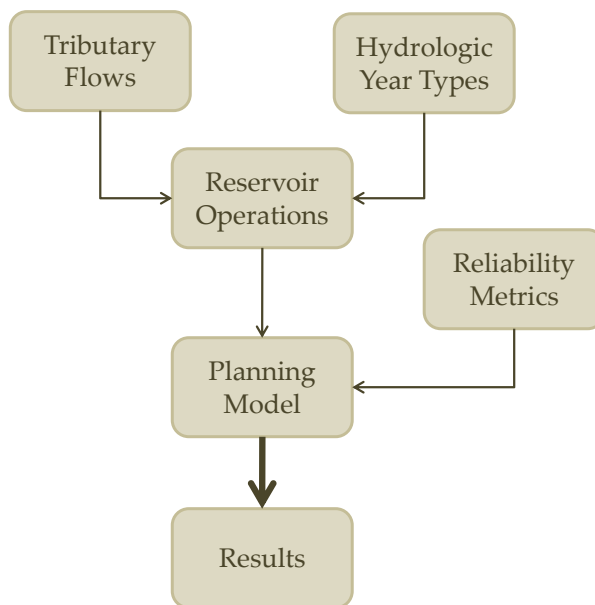 Tributary
Flows
Hydrologic
Year Types
Reservoir
Operations
Reliability
Metrics
Planning
Model
Results